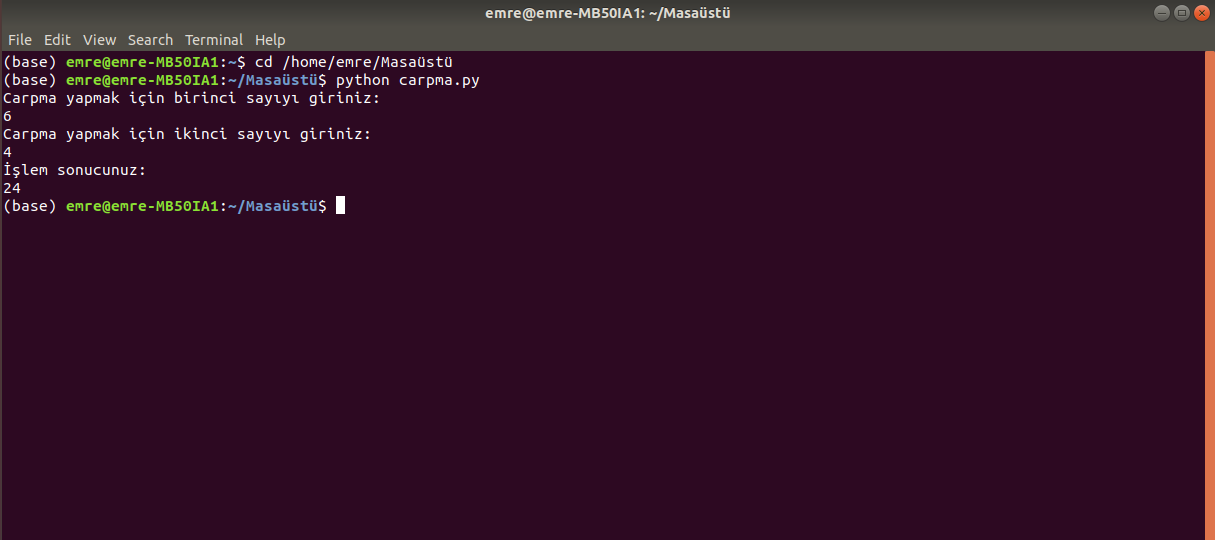 emre@emre-MB50IA1: ~/Masaüstü
File Edit View Search Terminal Help
(base) emre@emre-MB50IA1:~$ cd /home/emre/Masaüstü
(base) emre@emre-MB50IA1:~/Masaüstü$ python carpma.py
Carpma yapmak için birinci sayıyı giriniz:
6
Carpma yapmak için ikinci sayıyı giriniz:
4
İşlem sonucunuz:
24
(base) emre@emre-MB50IA1:~/Masaüstü$